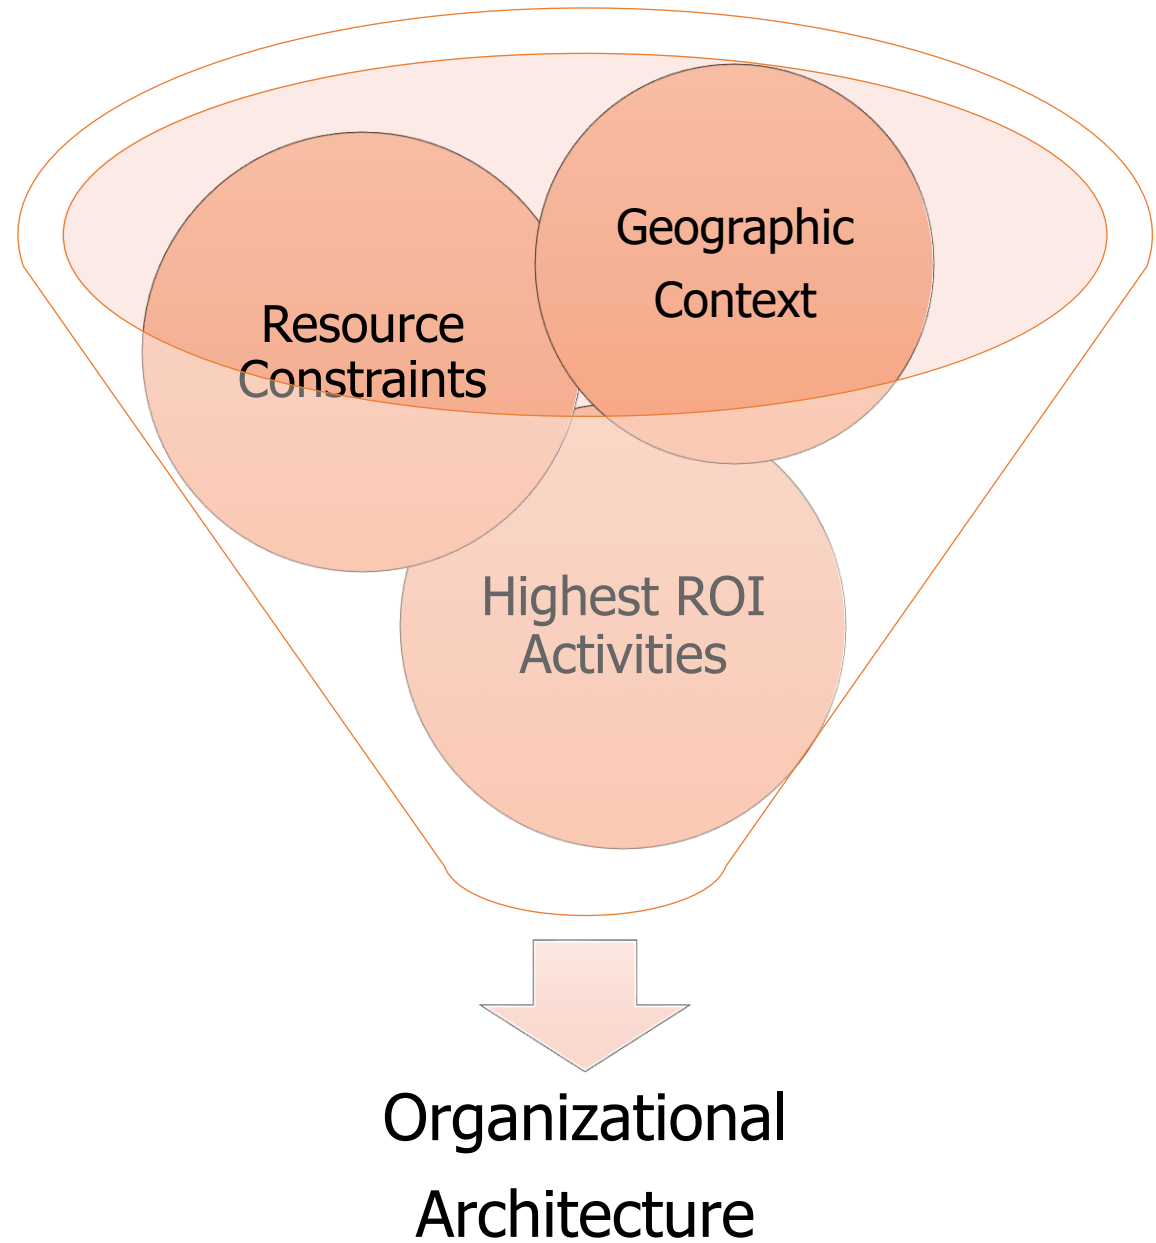 Geographic
Context
Resource
Constraints
Highest ROI
Activities
Organizational
Architecture